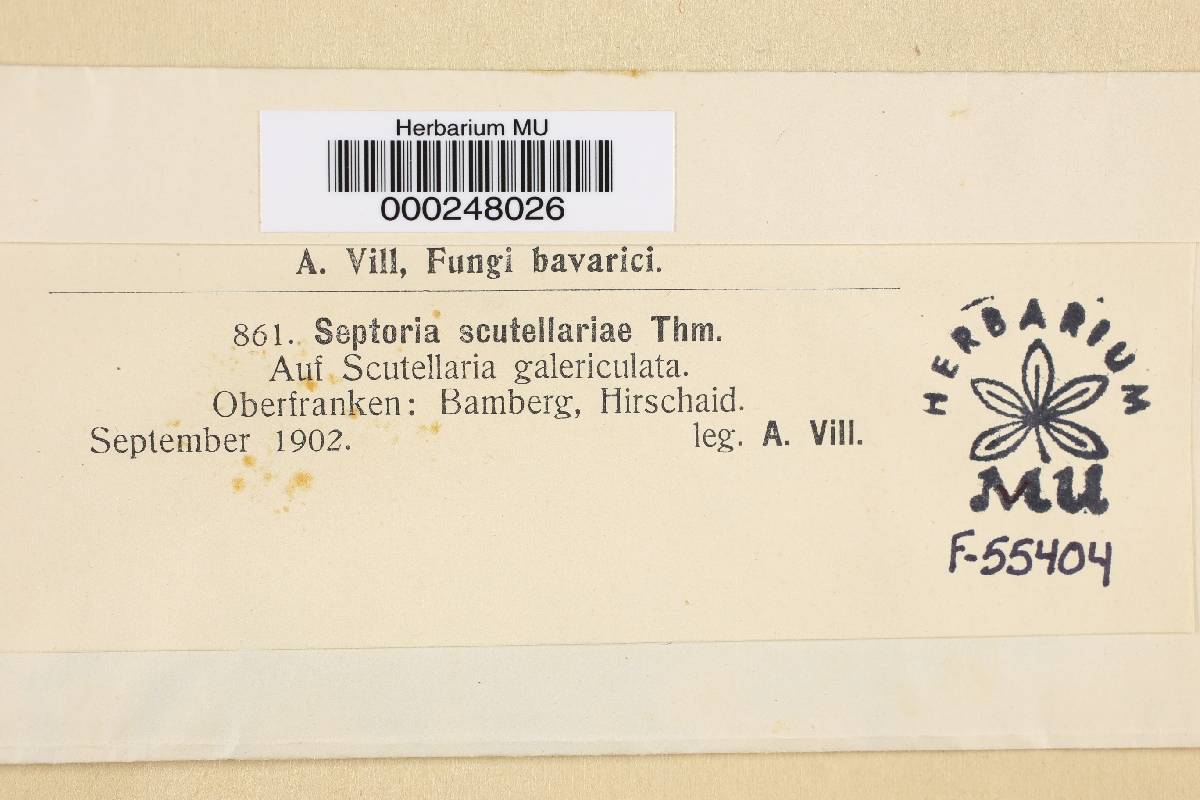 Herbarium MU
000248026
A. Vill, Fungi bavarici.
861. Septoria scutellariae Thm.
Auf Scutellaria galericulata.
Oberfranken: Bamberg, Hirschaid.
September 1902. leg. A. Vill.
HERBARIUM
MU
F-55404